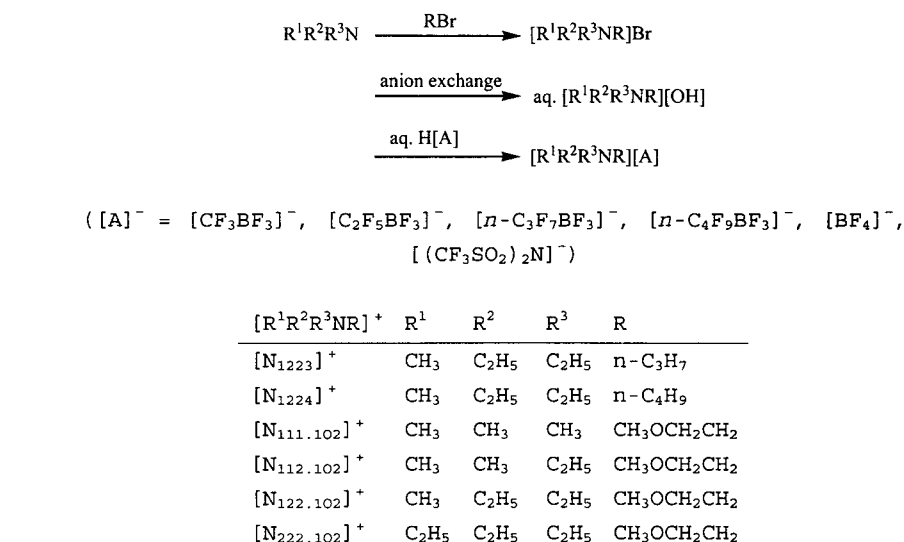 R¹R²R³N RBr [R¹R²R³NR]Br
anion exchange aq. [R¹R²R³NR][OH]
aq. H[A] [R¹R²R³NR][A]
([A]⁻ = [CF₃BF₃]⁻, [C₂F₅BF₃]⁻, [n-C₃F₇BF₃]⁻, [n-C₄F₉BF₃]⁻, [BF₄]⁻,
[(CF₃SO₂)₂N]⁻)
[R¹R²R³NR]⁺ R¹ R² R³ R
[N₁₂₂₃]⁺ CH₃ C₂H₅ C₂H₅ n-C₃H₇
[N₁₂₂₄]⁺ CH₃ C₂H₅ C₂H₅ n-C₄H₉
[N₁₁₁.₁₀₂]⁺ CH₃ CH₃ CH₃ CH₃OCH₂CH₂
[N₁₁₂.₁₀₂]⁺ CH₃ CH₃ C₂H₅ CH₃OCH₂CH₂
[N₁₂₂.₁₀₂]⁺ CH₃ C₂H₅ C₂H₅ CH₃OCH₂CH₂
[N₂₂₂.₁₀₂]⁺ C₂H₅ C₂H₅ C₂H₅ CH₃OCH₂CH₂